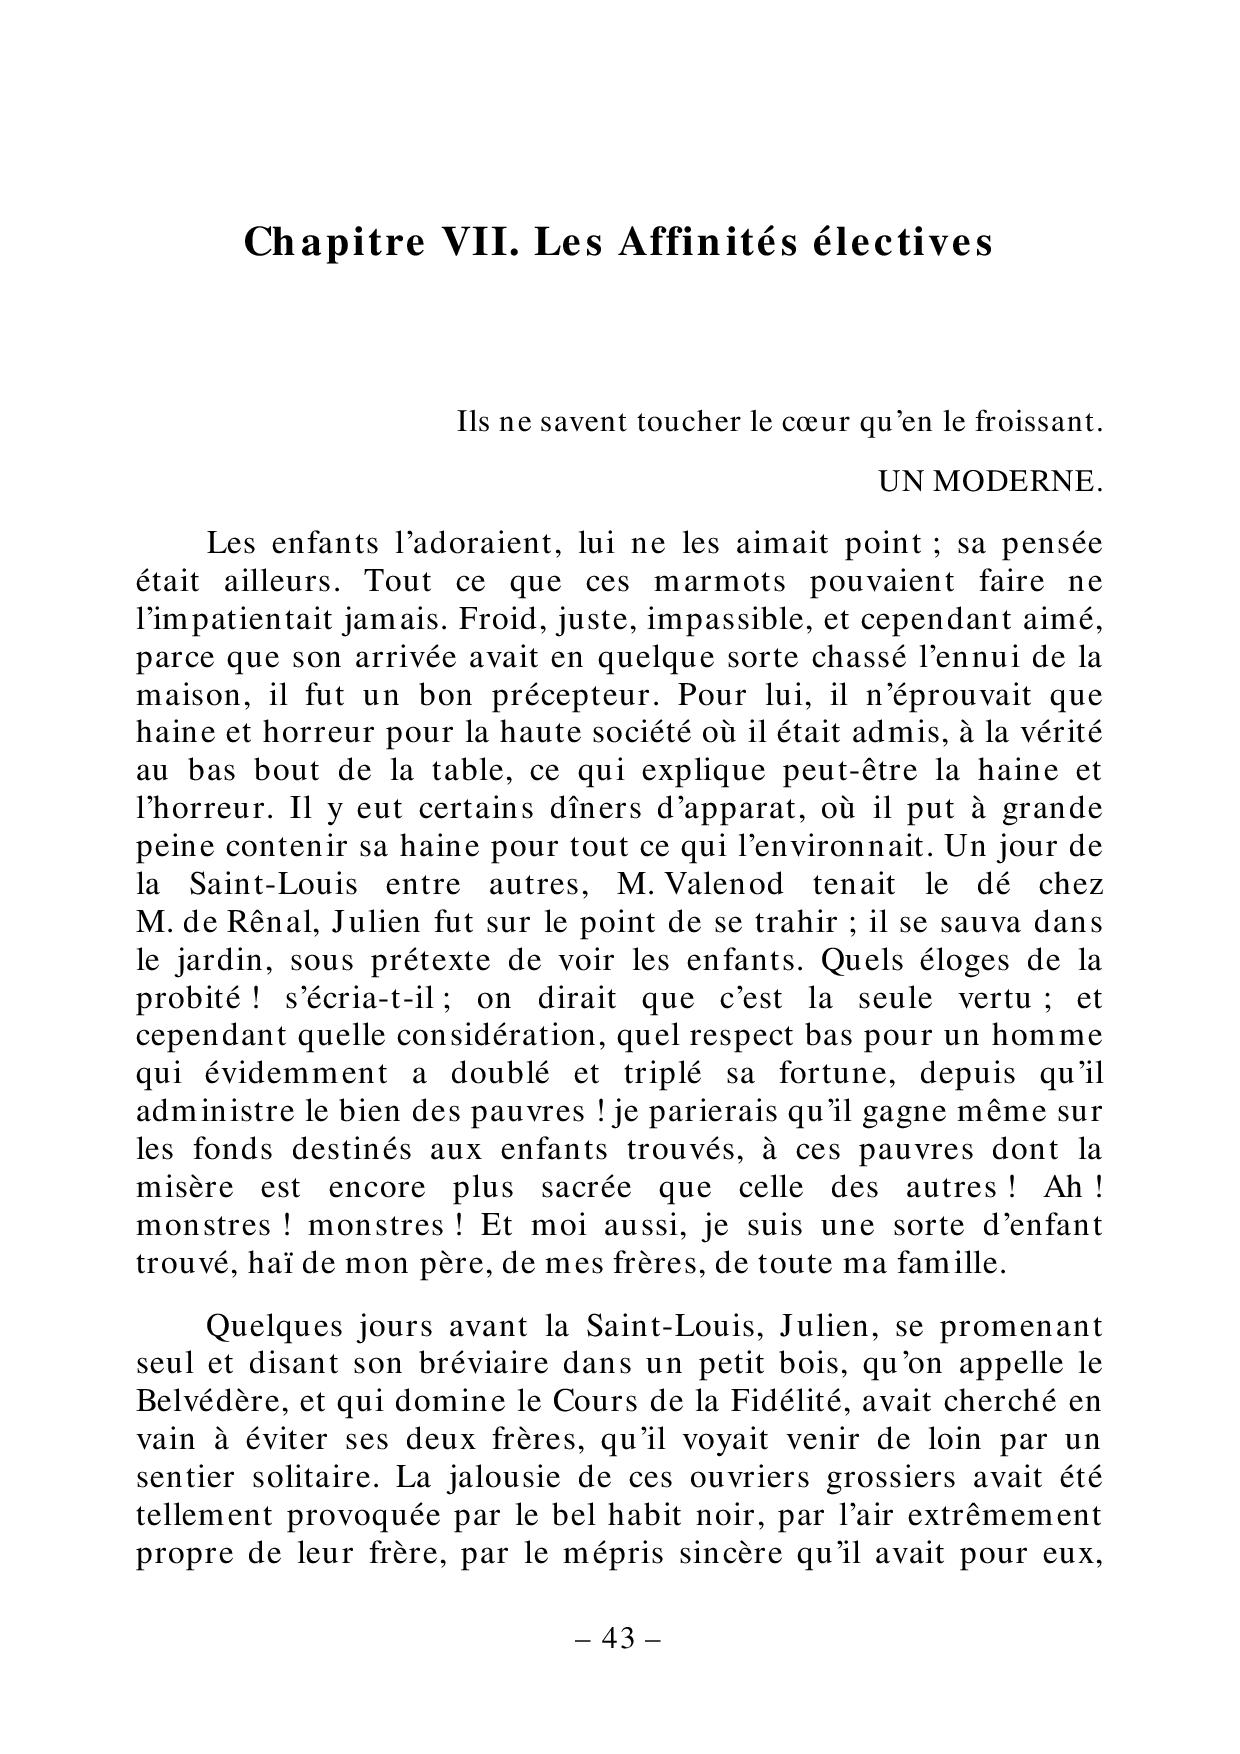 Chapitre VII. Les Affinités électives
Ils ne savent toucher le cœur qu’en le froissant.
UN MODERNE.
Les enfants l’adoraient, lui ne les aimait point ; sa pensée
était ailleurs. Tout ce que ces marmots pouvaient faire ne
l’impatientait jamais. Froid, juste, impassible, et cependant aimé,
parce que son arrivée avait en quelque sorte chassé l’ennui de la
maison, il fut un bon précepteur. Pour lui, il n’éprouvait que
haine et horreur pour la haute société où il était admis, à la vérité
au bas bout de la table, ce qui explique peut-être la haine et
l’horreur. Il y eut certains dîners d’apparat, où il put à grande
peine contenir sa haine pour tout ce qui l’environnait. Un jour de
la Saint-Louis entre autres, M. Valenod tenait le dé chez
M. de Rênal, Julien fut sur le point de se trahir ; il se sauva dans
le jardin, sous prétexte de voir les enfants. Quels éloges de la
probité ! s’écria-t-il ; on dirait que c’est la seule vertu ; et
cependant quelle considération, quel respect bas pour un homme
qui évidemment a doublé et triplé sa fortune, depuis qu’il
administre le bien des pauvres ! je parierais qu’il gagne même sur
les fonds destinés aux enfants trouvés, à ces pauvres dont la
misère est encore plus sacrée que celle des autres ! Ah !
monstres ! monstres ! Et moi aussi, je suis une sorte d’enfant
trouvé, haï de mon père, de mes frères, de toute ma famille.
Quelques jours avant la Saint-Louis, Julien, se promenant
seul et disant son bréviaire dans un petit bois, qu’on appelle le
Belvédère, et qui domine le Cours de la Fidélité, avait cherché en
vain à éviter ses deux frères, qu’il voyait venir de loin par un
sentier solitaire. La jalousie de ces ouvriers grossiers avait été
tellement provoquée par le bel habit noir, par l’air extrêmement
propre de leur frère, par le mépris sincère qu’il avait pour eux,
– 43 –